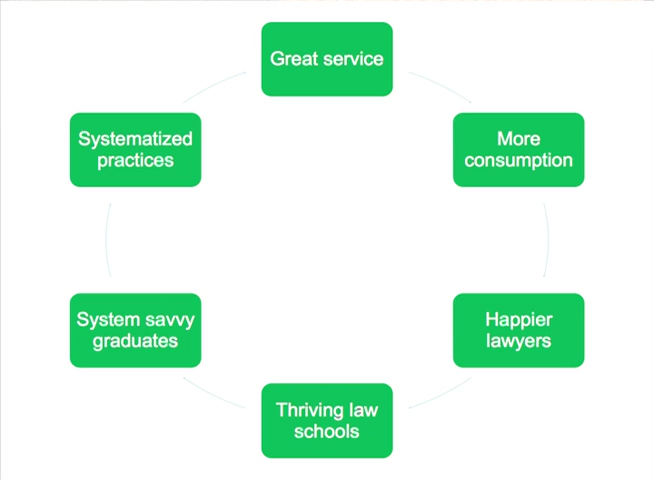 Great service
More
consumption
Happier
lawyers
Thriving law
schools
System savvy
graduates
Systematized
practices